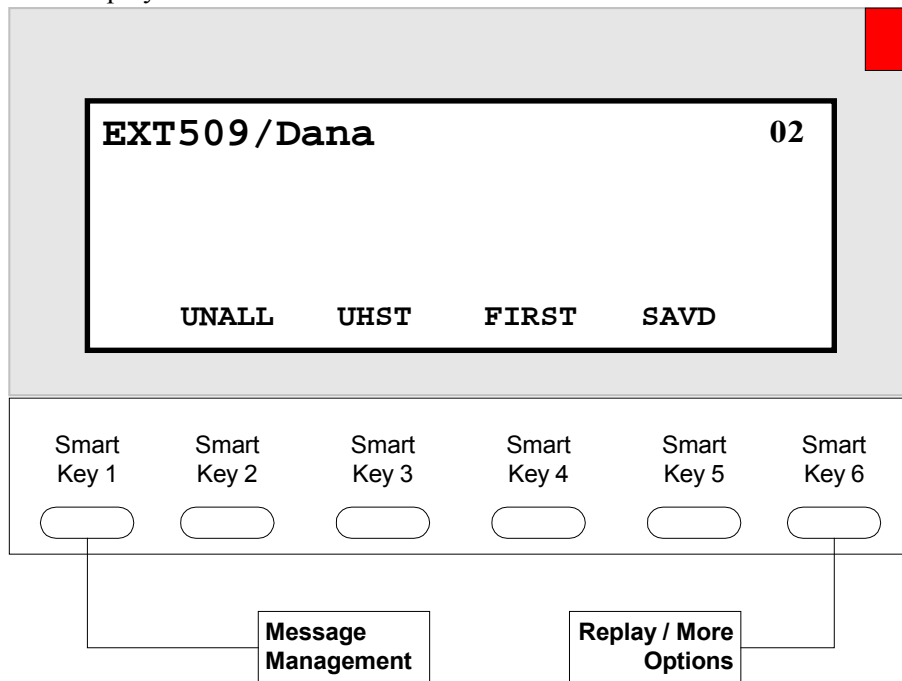 EXT509/Dana 02
UNALL UHST FIRST SAVD
Smart Key 1
Smart Key 2
Smart Key 3
Smart Key 4
Smart Key 5
Smart Key 6
Message
Management
Replay / More
Options